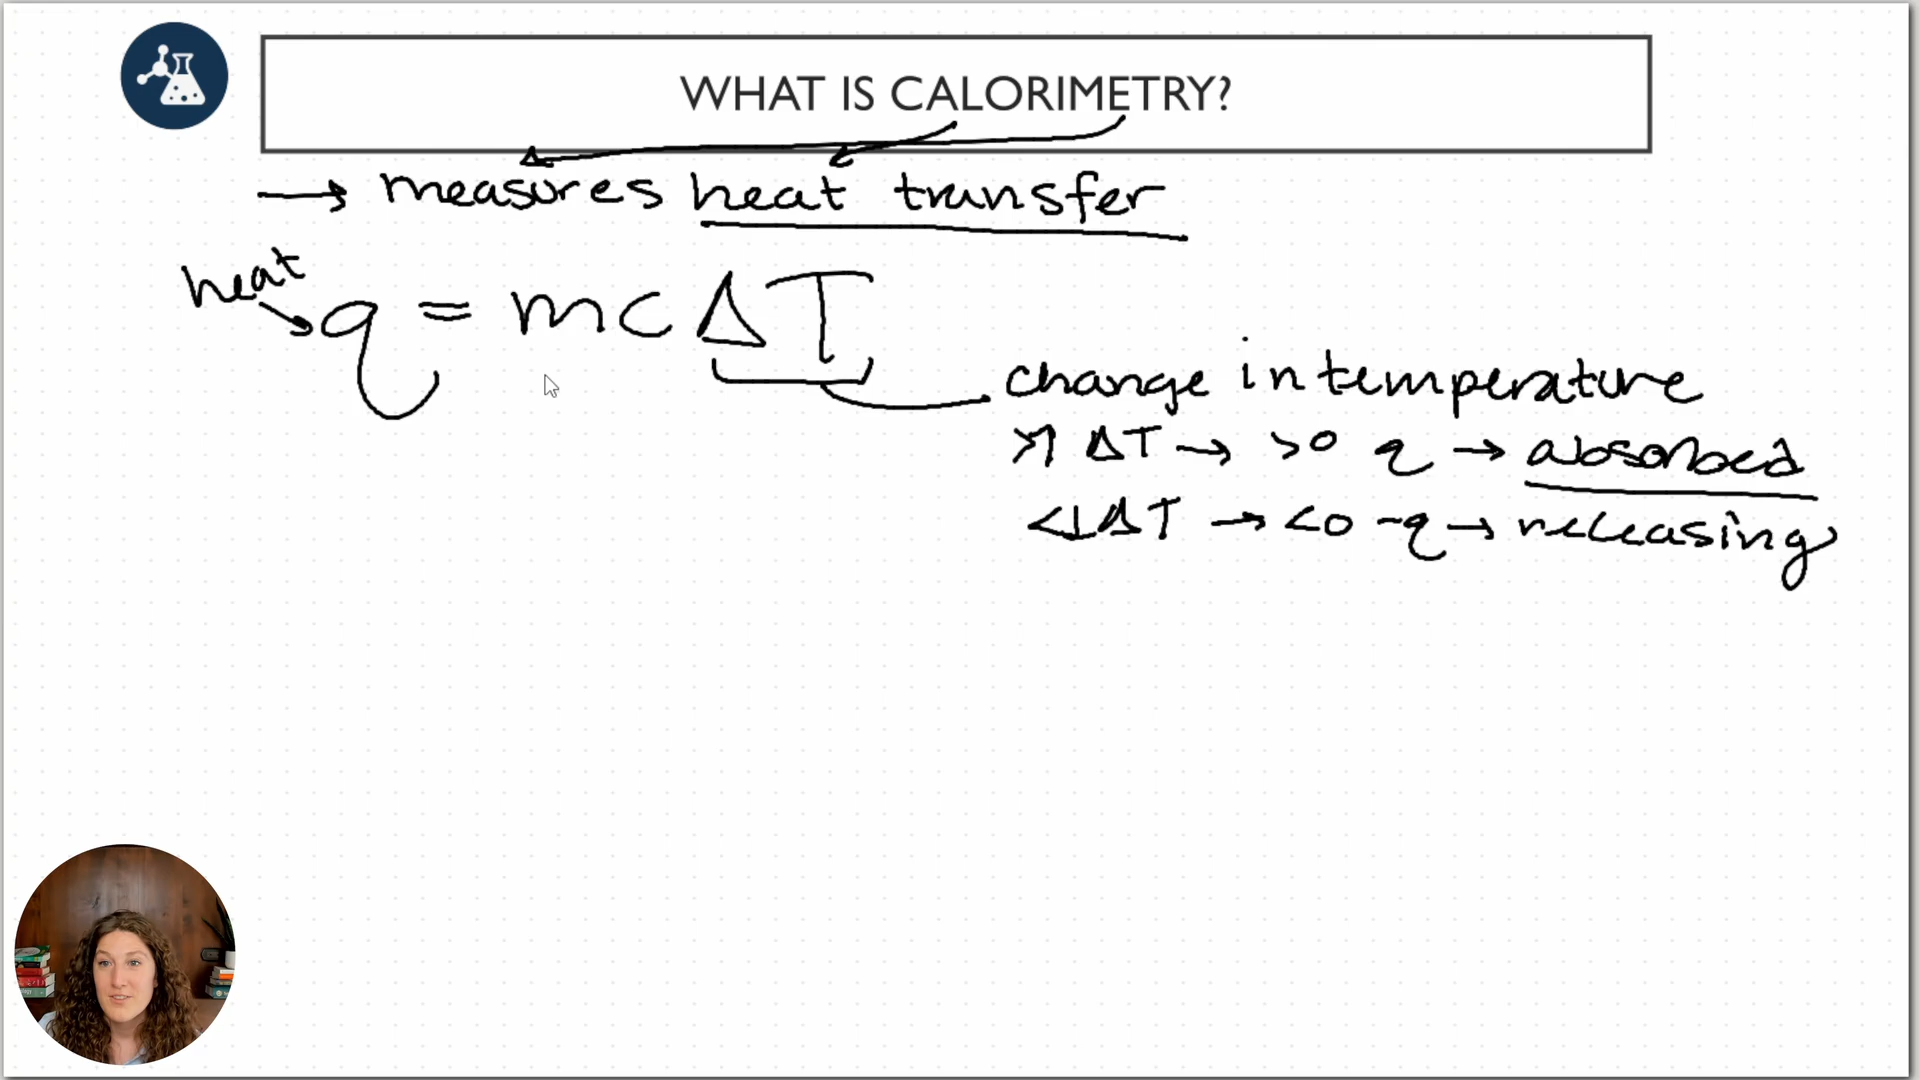 WHAT IS CALORIMETRY?
→ measures heat transfer
heat
q = mcΔT
change in temperature
>↑ ΔT → >0 q → absorbed
<↓ΔT → <0 -q → releasing